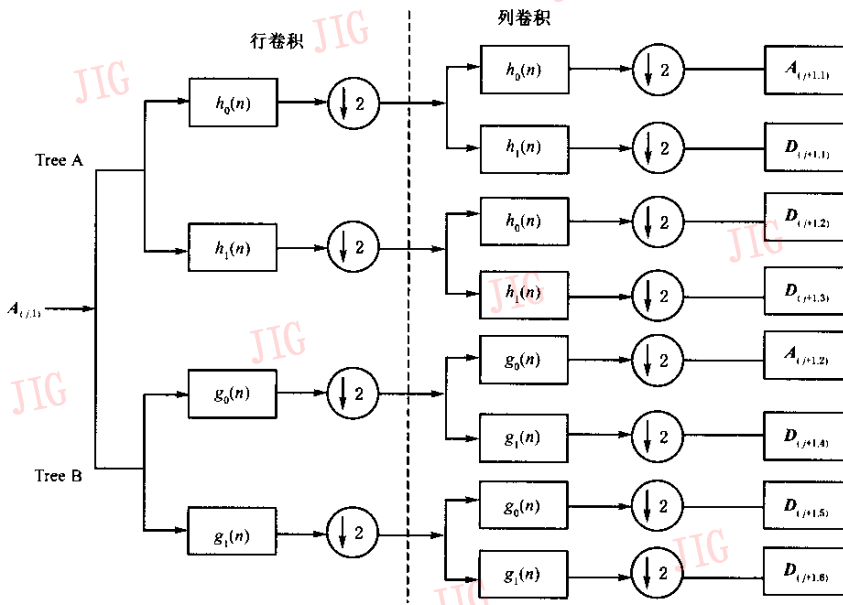 行卷积
列卷积
JIG
JIG
h₀(n)
↓ 2
h₀(n)
↓ 2
A₍ⱼ₊₁,₁₎
Tree A
h₁(n)
↓ 2
D₍ⱼ₊₁,₁₎
h₁(n)
↓ 2
h₀(n)
↓ 2
D₍ⱼ₊₁,₂₎
JIG
h₁(n)
↓ 2
D₍ⱼ₊₁,₃₎
JIG
A₍ⱼ,₁₎
JIG
JIG
g₀(n)
↓ 2
g₀(n)
↓ 2
A₍ⱼ₊₁,₂₎
g₁(n)
↓ 2
D₍ⱼ₊₁,₄₎
Tree B
g₁(n)
↓ 2
g₀(n)
↓ 2
D₍ⱼ₊₁,₅₎
g₁(n)
↓ 2
D₍ⱼ₊₁,₆₎
JIG
JIG